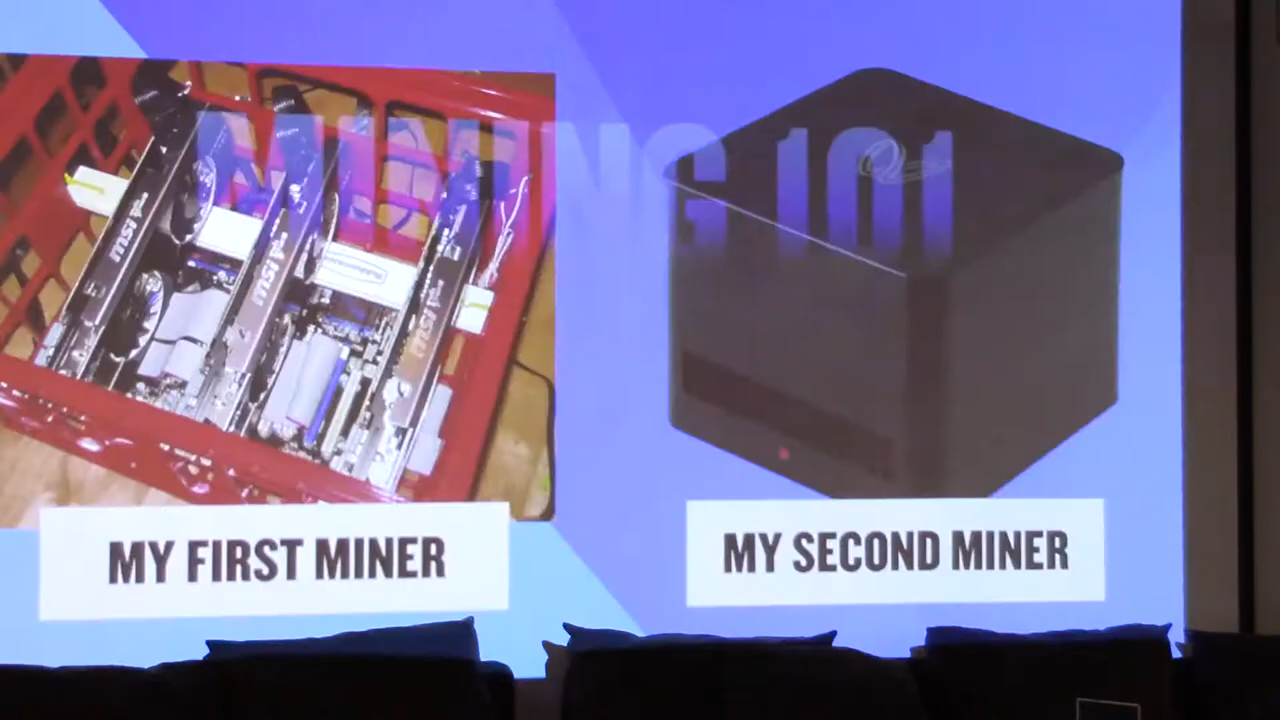 MINING 101
msi
msi
msi
MY FIRST MINER
MY SECOND MINER